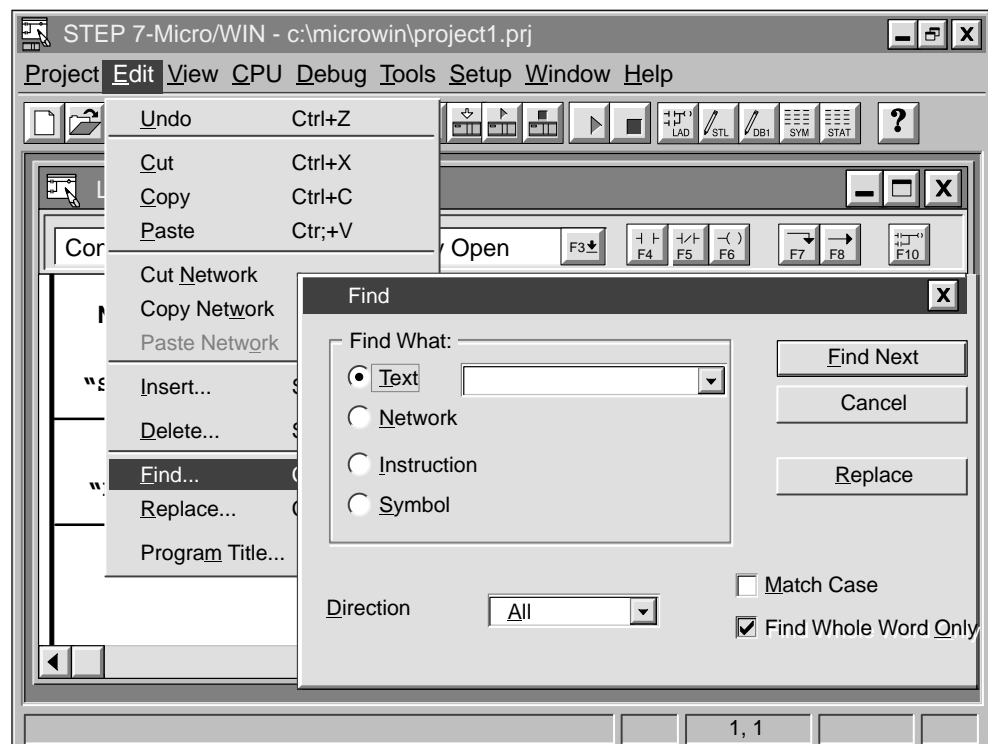 STEP 7-Micro/WIN - c:\microwin\project1.prj
Project Edit View CPU Debug Tools Setup Window Help
LAD STL DB1 SYM STAT ?
Undo Ctrl+Z
Cut Ctrl+X
Copy Ctrl+C
Paste Ctr;+V
Open F3 F4 F5 F6 F7 F8 F10
Cut Network
Copy Network
Paste Network
Insert...
Delete...
Find...
Replace...
Program Title...
Find
Find What:
Text
Network
Instruction
Symbol
Find Next
Cancel
Replace
Direction All
Match Case
Find Whole Word Only
1, 1